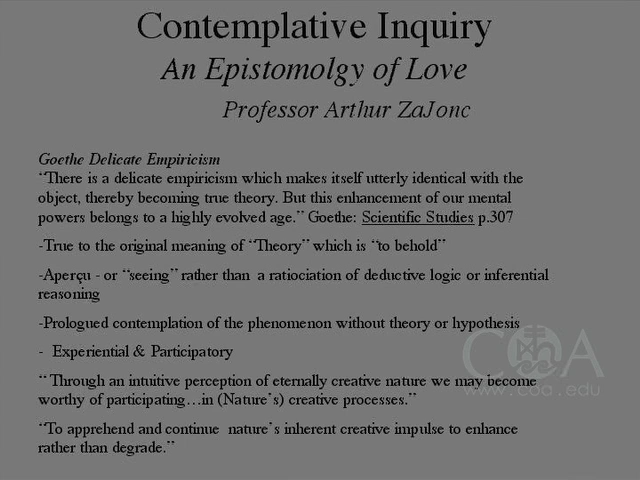 Contemplative Inquiry
An Epistomolgy of Love
Professor Arthur ZaJonc
Goethe Delicate Empiricism
“There is a delicate empiricism which makes itself utterly identical with the
object, thereby becoming true theory. But this enhancement of our mental
powers belongs to a highly evolved age.” Goethe: Scientific Studies p.307
-True to the original meaning of “Theory” which is “to behold”
-Aperçu - or “seeing” rather than a ratiociation of deductive logic or inferential
reasoning
-Prologued contemplation of the phenomenon without theory or hypothesis
- Experiential & Participatory
“ Through an intuitive perception of eternally creative nature we may become
worthy of participating…in (Nature’s) creative processes.”
“To apprehend and continue nature’s inherent creative impulse to enhance
rather than degrade.”
COA
www.coa.edu